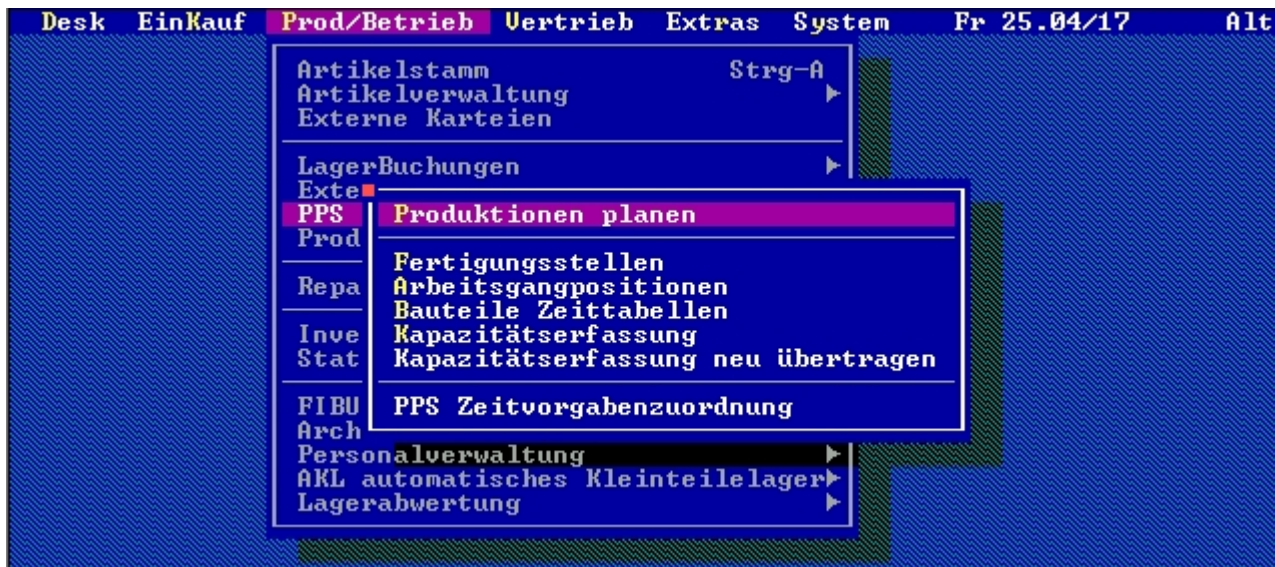 Desk EinKauf Prod/Betrieb Vertrieb Extras System Fr 25.04/17 Alt
Artikelstamm Strg-A
Artikelverwaltung
Externe Karteien
LagerBuchungen
Exte
PPS
Prod
Repa
Inve
Stat
FIBU
Arch
Personalverwaltung
AKL automatisches Kleinteilelager
Lagerabwertung
Produktionen planen
Fertigungsstellen
Arbeitsgangpositionen
Bauteile Zeittabellen
Kapazitätserfassung
Kapazitätserfassung neu übertragen
PPS Zeitvorgabenzuordnung